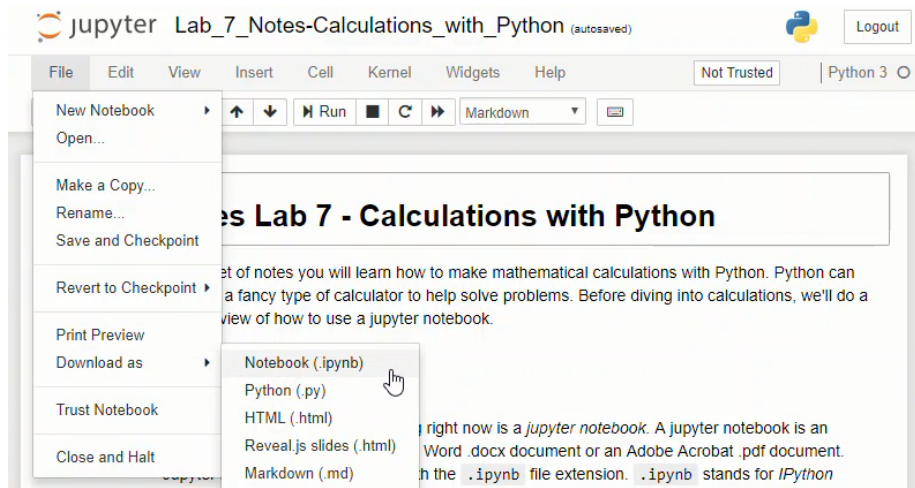 jupyter Lab_7_Notes-Calculations_with_Python (autosaved) Logout
File Edit View Insert Cell Kernel Widgets Help Not Trusted Python 3
New Notebook Run Markdown
Open...
Make a Copy...
Rename...
es Lab 7 - Calculations with Python
Save and Checkpoint
et of notes you will learn how to make mathematical calculations with Python. Python can
Revert to Checkpoint a fancy type of calculator to help solve problems. Before diving into calculations, we'll do a
view of how to use a jupyter notebook.
Print Preview
Download as Notebook (.ipynb)
Python (.py)
Trust Notebook
HTML (.html)
right now is a jupyter notebook. A jupyter notebook is an
Reveal.js slides (.html) Word .docx document or an Adobe Acrobat .pdf document.
Close and Halt
Markdown (.md) h the .ipynb file extension. .ipynb stands for IPython